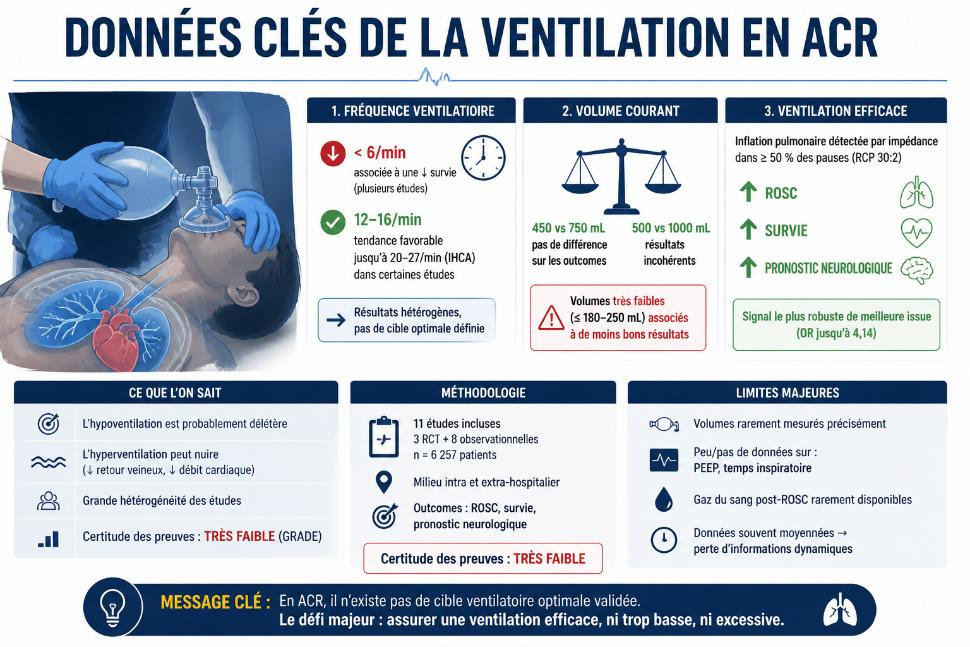 DONNÉES CLÉS DE LA VENTILATION EN ACR
1. FRÉQUENCE VENTILATIOIRE
< 6/min
associée à une ↓ survie
(plusieurs études)
12–16/min
tendance favorable
jusqu'à 20–27/min (IHCA)
dans certaines études
Résultats hétérogènes,
pas de cible optimale définie
2. VOLUME COURANT
450 vs 750 mL
pas de différence
sur les outcomes
500 vs 1000 mL
résultats
incohérents
Volumes très faibles
(≤ 180–250 mL) associés
à de moins bons résultats
3. VENTILATION EFFICACE
Inflation pulmonaire détectée par impédance
dans ≥ 50 % des pauses (RCP 30:2)
ROSC
SURVIE
PRONOSTIC NEUROLOGIQUE
Signal le plus robuste de meilleure issue
(OR jusqu'à 4,14)
CE QUE L'ON SAIT
L'hypoventilation est probablement délétère
L'hyperventilation peut nuire
(↓ retour veineux, ↓ débit cardiaque)
Grande hétérogénéité des études
Certitude des preuves : TRÈS FAIBLE (GRADE)
MÉTHODOLOGIE
11 études incluses
3 RCT + 8 observationnelles
n = 6 257 patients
Milieu intra et extra-hospitalier
Outcomes : ROSC, survie,
pronostic neurologique
Certitude des preuves : TRÈS FAIBLE
LIMITES MAJEURES
Volumes rarement mesurés précisément
Peu/pas de données sur :
PEEP, temps inspiratoire
Gaz du sang post-ROSC rarement disponibles
Données souvent moyennées →
perte d'informations dynamiques
MESSAGE CLÉ : En ACR, il n'existe pas de cible ventilatoire optimale validée.
Le défi majeur : assurer une ventilation efficace, ni trop basse, ni excessive.